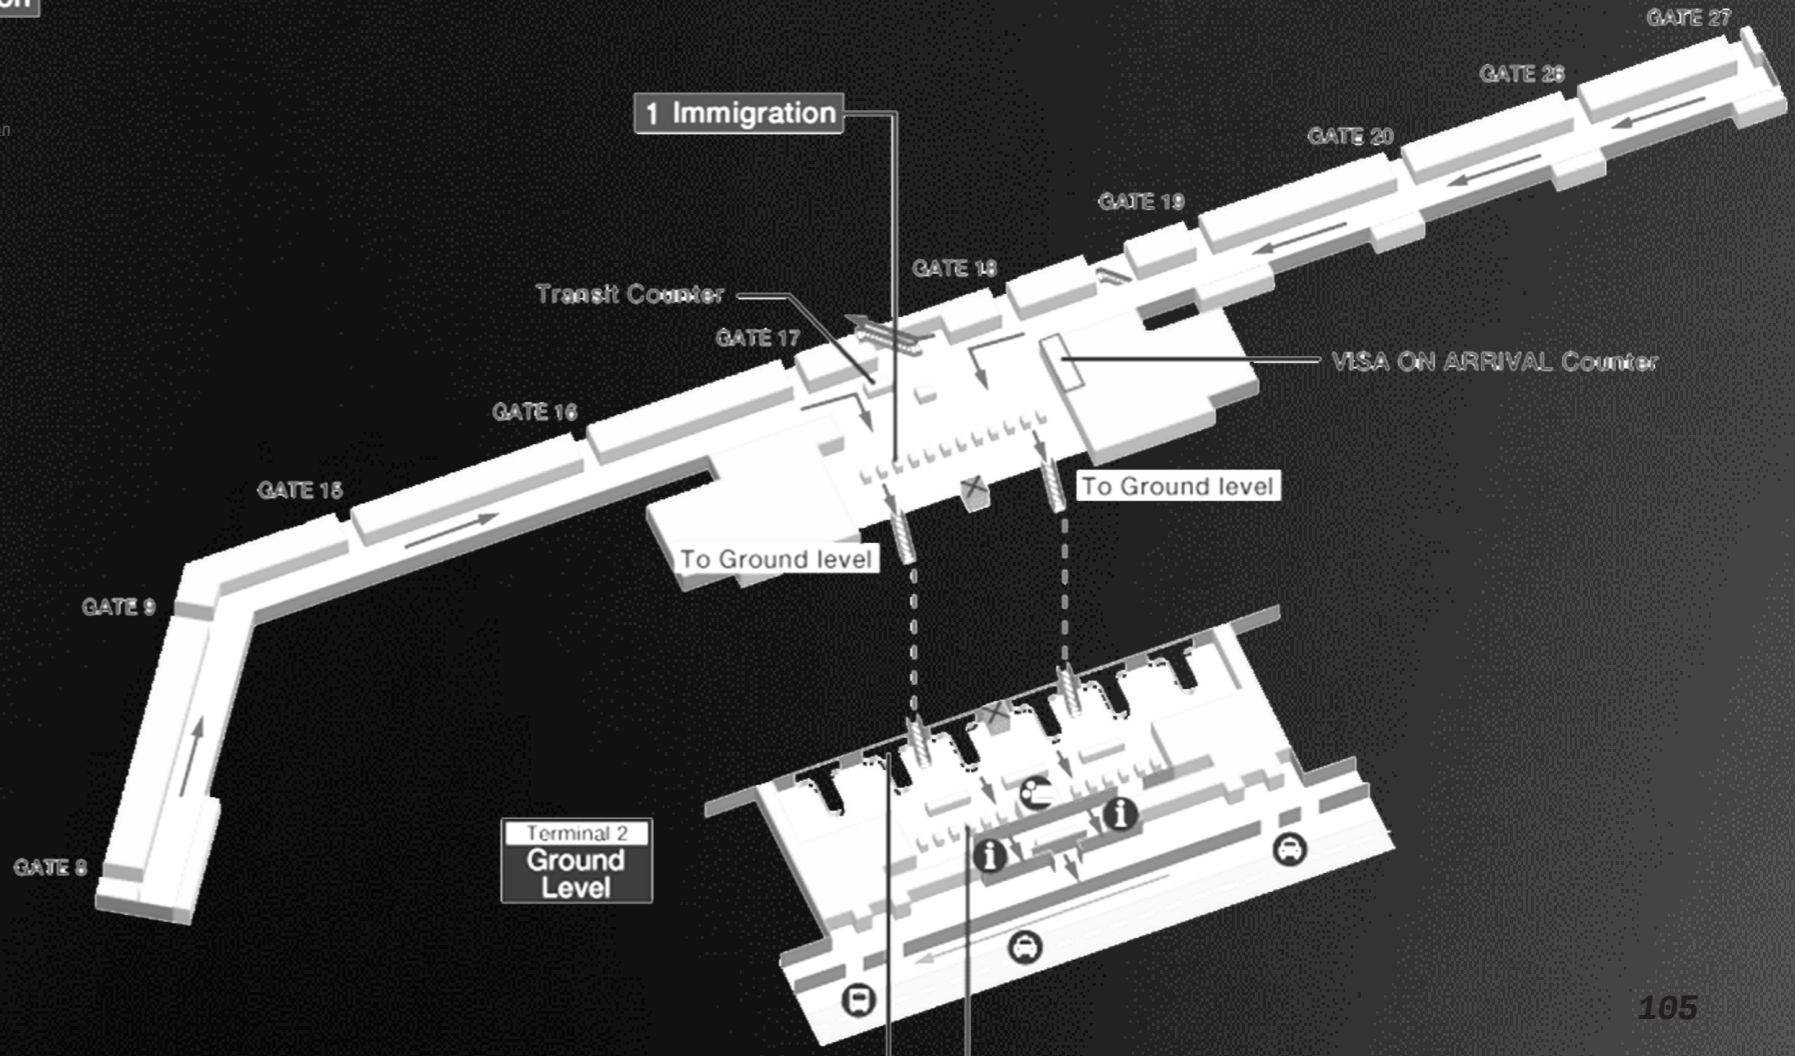 on
GATE 27
GATE 26
1 Immigration
GATE 20
GATE 19
GATE 18
Transit Counter
GATE 17
VISA ON ARRIVAL Counter
GATE 16
GATE 15
To Ground level
To Ground level
GATE 9
Terminal 2
Ground
Level
GATE 8
105